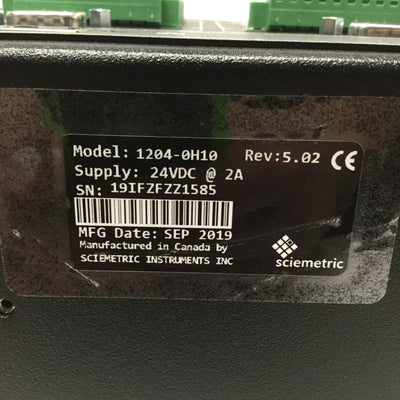 Model: 1204-0H10 Rev:5.02 CE
Supply: 24VDC @ 2A
SN: 19IFZFZZ1585
MFG Date: SEP 2019
Manufactured in Canada by
SCIEMETRIC INSTRUMENTS INC
sciemetric